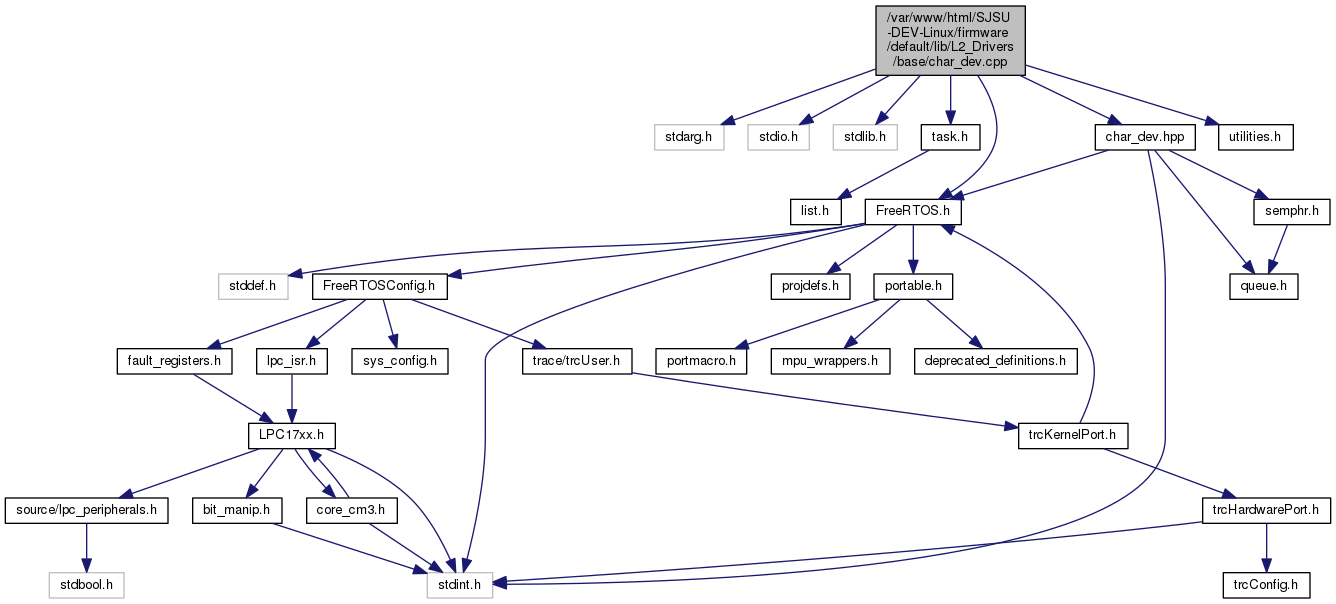 /var/www/html/SJSU
-DEV-Linux/firmware
/default/lib/L2_Drivers
/base/char_dev.cpp
stdarg.h
stdio.h
stdlib.h
task.h
char_dev.hpp
utilities.h
list.h
FreeRTOS.h
semphr.h
stddef.h
FreeRTOSConfig.h
projdefs.h
portable.h
queue.h
fault_registers.h
lpc_isr.h
sys_config.h
trace/trcUser.h
portmacro.h
mpu_wrappers.h
deprecated_definitions.h
LPC17xx.h
trcKernelPort.h
source/lpc_peripherals.h
bit_manip.h
core_cm3.h
trcHardwarePort.h
stdbool.h
stdint.h
trcConfig.h